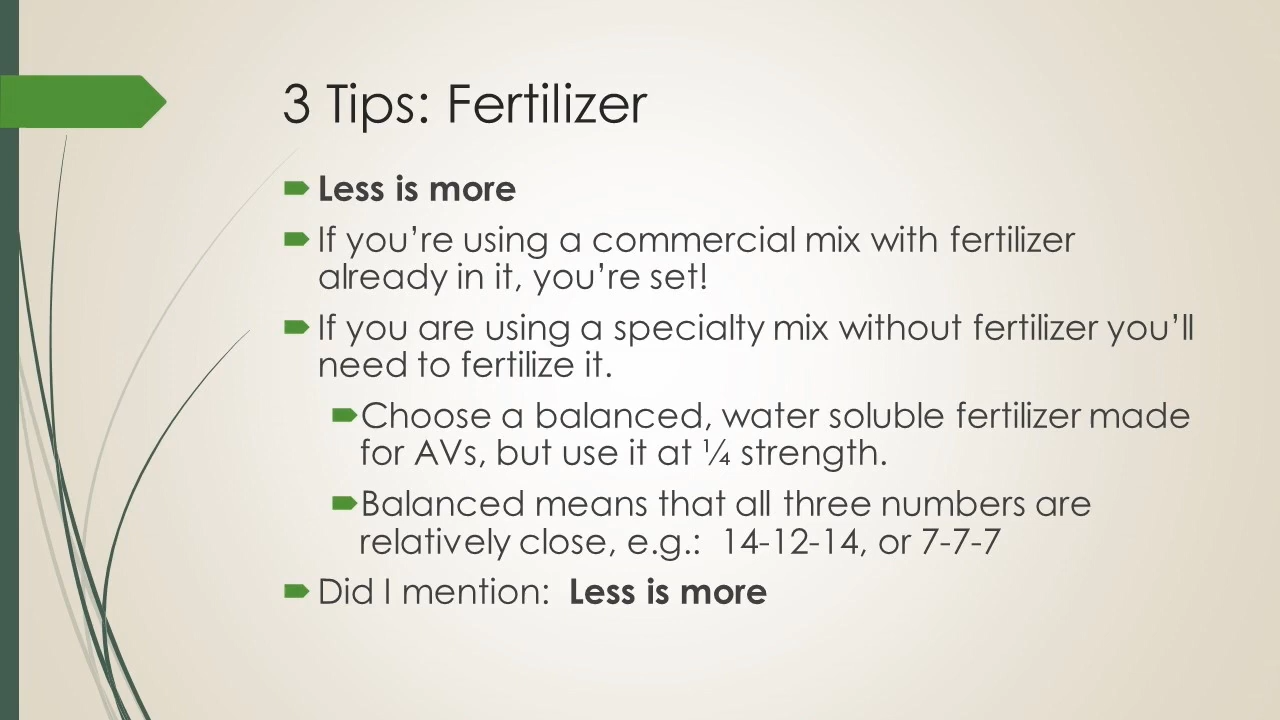 3 Tips: Fertilizer
Less is more
If you’re using a commercial mix with fertilizer
already in it, you’re set!
If you are using a specialty mix without fertilizer you’ll
need to fertilize it.
Choose a balanced, water soluble fertilizer made
for AVs, but use it at ¼ strength.
Balanced means that all three numbers are
relatively close, e.g.:  14-12-14, or 7-7-7
Did I mention:  Less is more